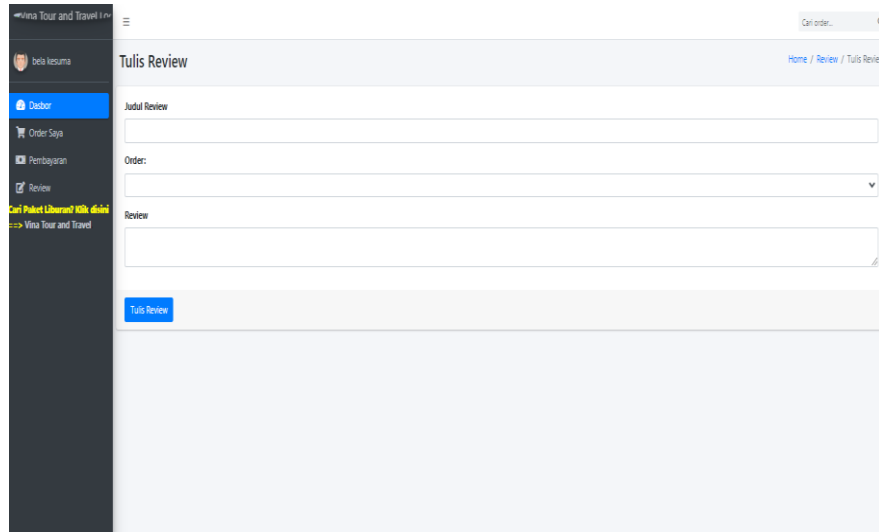 Vina Tour and Travel
Cari order...
bela kesuma
Tulis Review
Home / Review / Tulis Revie
Dasbor
Order Saya
Pembayaran
Review
Cari Paket Liburan? Klik disini
==> Vina Tour and Travel
Judul Review
Order:
Review
Tulis Review